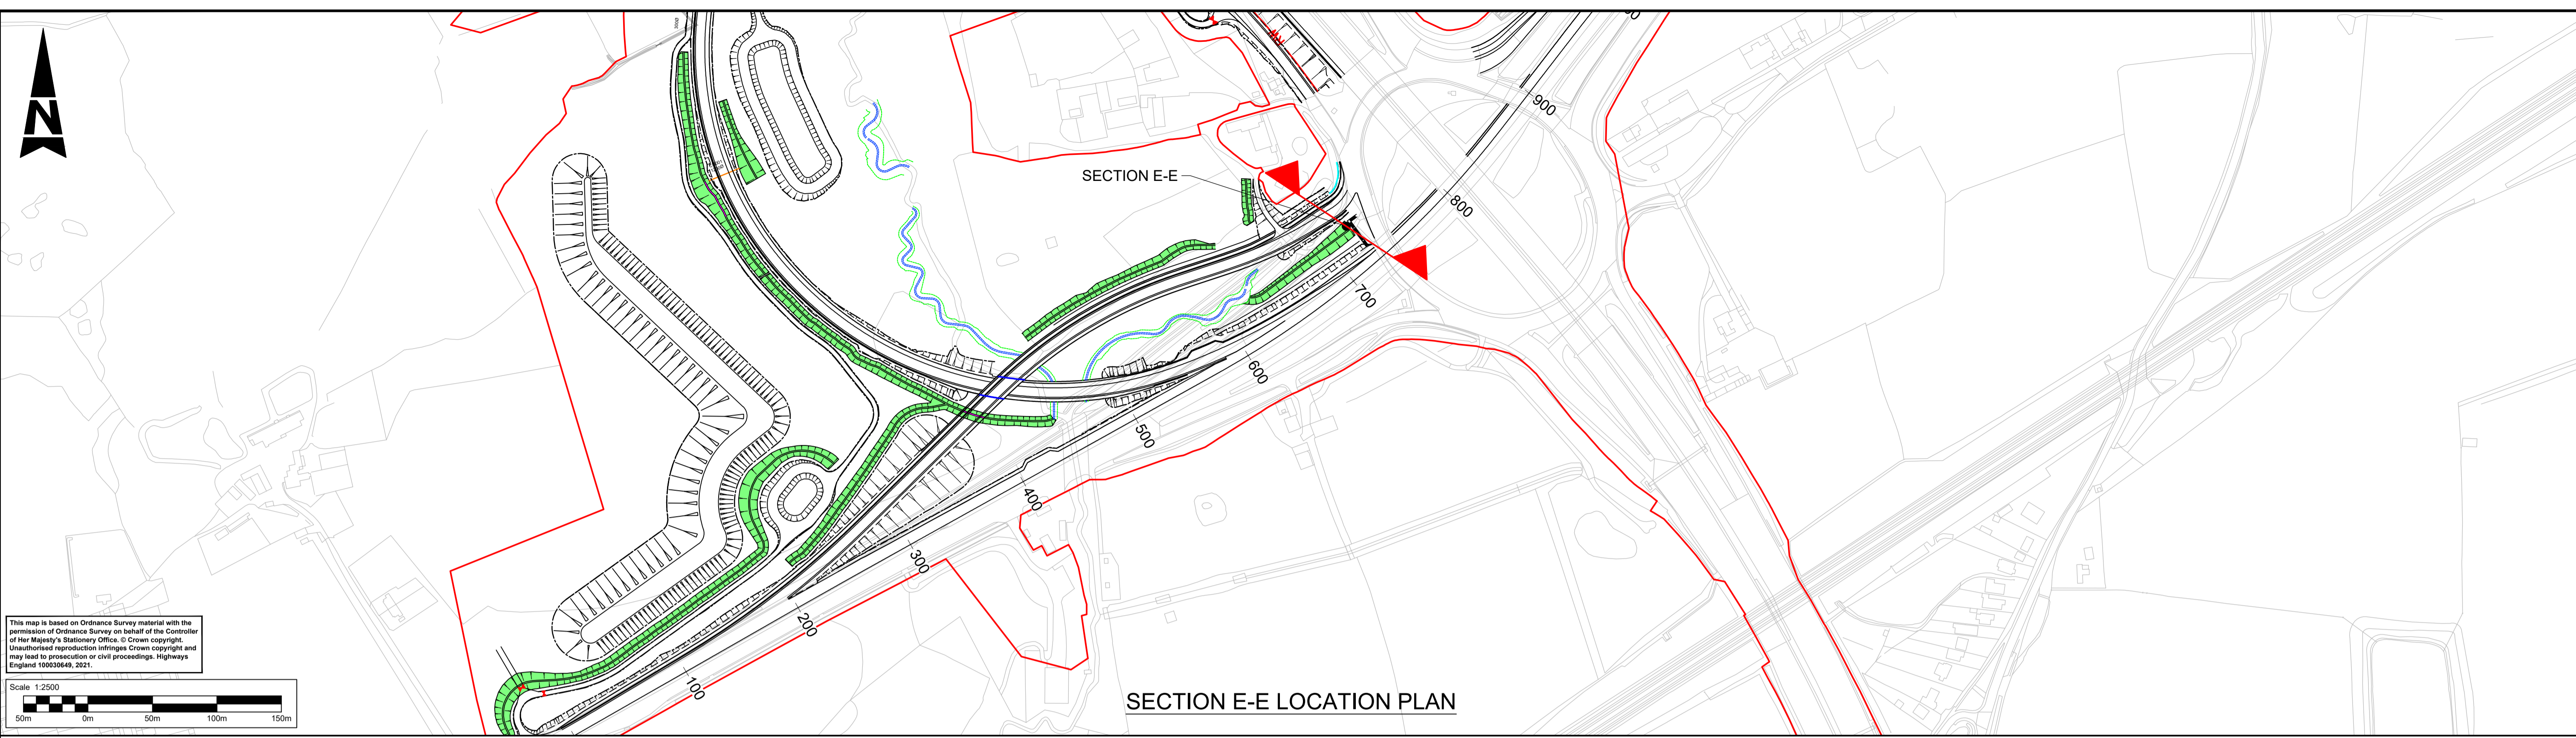 N
SECTION E-E
900
800
700
600
500
400
300
200
100
This map is based on Ordnance Survey material with the
permission of Ordnance Survey on behalf of the Controller
of Her Majesty's Stationery Office. © Crown copyright.
Unauthorised reproduction infringes Crown copyright and
may lead to prosecution or civil proceedings. Highways
England 100030649, 2021.
Scale 1:2500
50m 0m 50m 100m 150m
SECTION E-E LOCATION PLAN